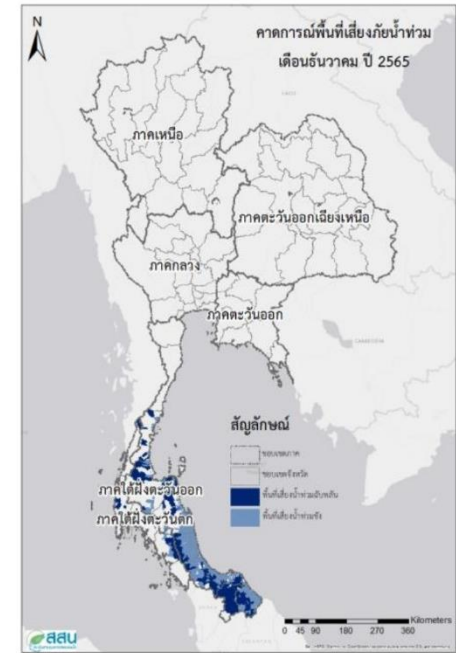 N
คาดการณ์พื้นที่เสี่ยงภัยน้ำท่วม
เดือนธันวาคม ปี 2565
ภาคเหนือ
ภาคตะวันออกเฉียงเหนือ
ภาคกลาง
ภาคตะวันออก
CAMBODIA
สัญลักษณ์
ขอบเขตภาค
ขอบเขตจังหวัด
พื้นที่เสี่ยงน้ำท่วมฉับพลัน
พื้นที่เสี่ยงน้ำท่วมขัง
ภาคใต้ฝั่งตะวันออก
ภาคใต้ฝั่งตะวันตก
Kilometers
0 45 90 180 270 360
สสน